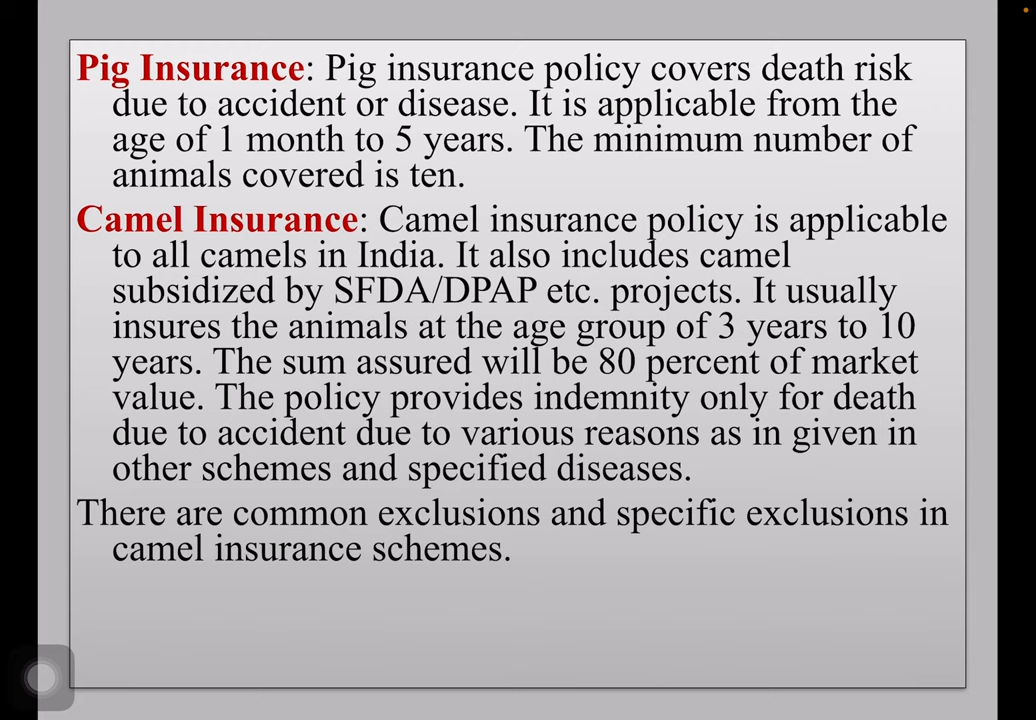 Pig Insurance: Pig insurance policy covers death risk
due to accident or disease. It is applicable from the
age of 1 month to 5 years. The minimum number of
animals covered is ten.
Camel Insurance: Camel insurance policy is applicable
to all camels in India. It also includes camel
subsidized by SFDA/DPAP etc. projects. It usually
insures the animals at the age group of 3 years to 10
years. The sum assured will be 80 percent of market
value. The policy provides indemnity only for death
due to accident due to various reasons as in given in
other schemes and specified diseases.
There are common exclusions and specific exclusions in
camel insurance schemes.